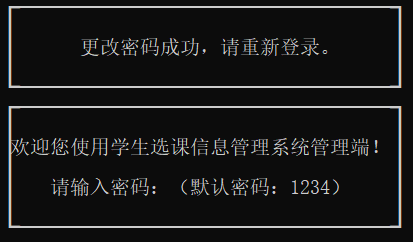 更改密码成功，请重新登录。
欢迎您使用学生选课信息管理系统管理端！
请输入密码：（默认密码：1234）